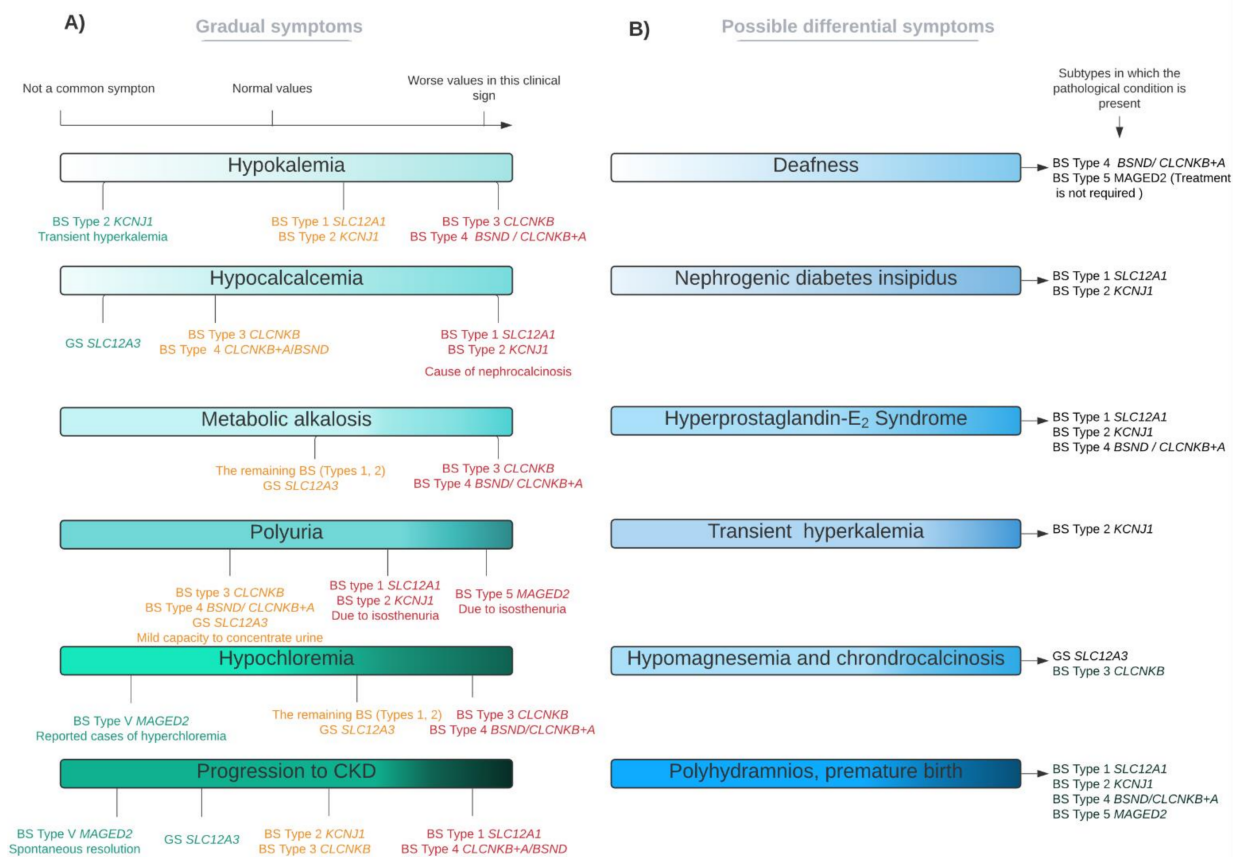 A)
Gradual symptoms
Not a common sympton
Normal values
Worse values in this clinical
sign
Hypokalemia
BS Type 2 KCNJ1
Transient hyperkalemia
BS Type 1 SLC12A1
BS Type 2 KCNJ1
BS Type 3 CLCNKB
BS Type 4 BSND / CLCNKB+A
Hypocalcalcemia
GS SLC12A3
BS Type 3 CLCNKB
BS Type 4 CLCNKB+A/BSND
BS Type 1 SLC12A1
BS Type 2 KCNJ1
Cause of nephrocalcinosis
Metabolic alkalosis
The remaining BS (Types 1, 2)
GS SLC12A3
BS Type 3 CLCNKB
BS Type 4 BSND/ CLCNKB+A
Polyuria
BS type 3 CLCNKB
BS Type 4 BSND/ CLCNKB+A
GS SLC12A3
Mild capacity to concentrate urine
BS type 1 SLC12A1
BS type 2 KCNJ1
Due to isosthenuria
BS Type 5 MAGED2
Due to isosthenuria
Hypochloremia
BS Type V MAGED2
Reported cases of hyperchloremia
The remaining BS (Types 1, 2)
GS SLC12A3
BS Type 3 CLCNKB
BS Type 4 BSND/CLCNKB+A
Progression to CKD
BS Type V MAGED2
Spontaneous resolution
GS SLC12A3
BS Type 2 KCNJ1
BS Type 3 CLCNKB
BS Type 1 SLC12A1
BS Type 4 CLCNKB+A/BSND
B)
Possible differential symptoms
Subtypes in which the
pathological condition is
present
Deafness
BS Type 4 BSND/ CLCNKB+A
BS Type 5 MAGED2 (Treatment
is not required )
Nephrogenic diabetes insipidus
BS Type 1 SLC12A1
BS Type 2 KCNJ1
Hyperprostaglandin-E₂ Syndrome
BS Type 1 SLC12A1
BS Type 2 KCNJ1
BS Type 4 BSND / CLCNKB+A
Transient hyperkalemia
BS Type 2 KCNJ1
Hypomagnesemia and chrondrocalcinosis
GS SLC12A3
BS Type 3 CLCNKB
Polyhydramnios, premature birth
BS Type 1 SLC12A1
BS Type 2 KCNJ1
BS Type 4 BSND/CLCNKB+A
BS Type 5 MAGED2